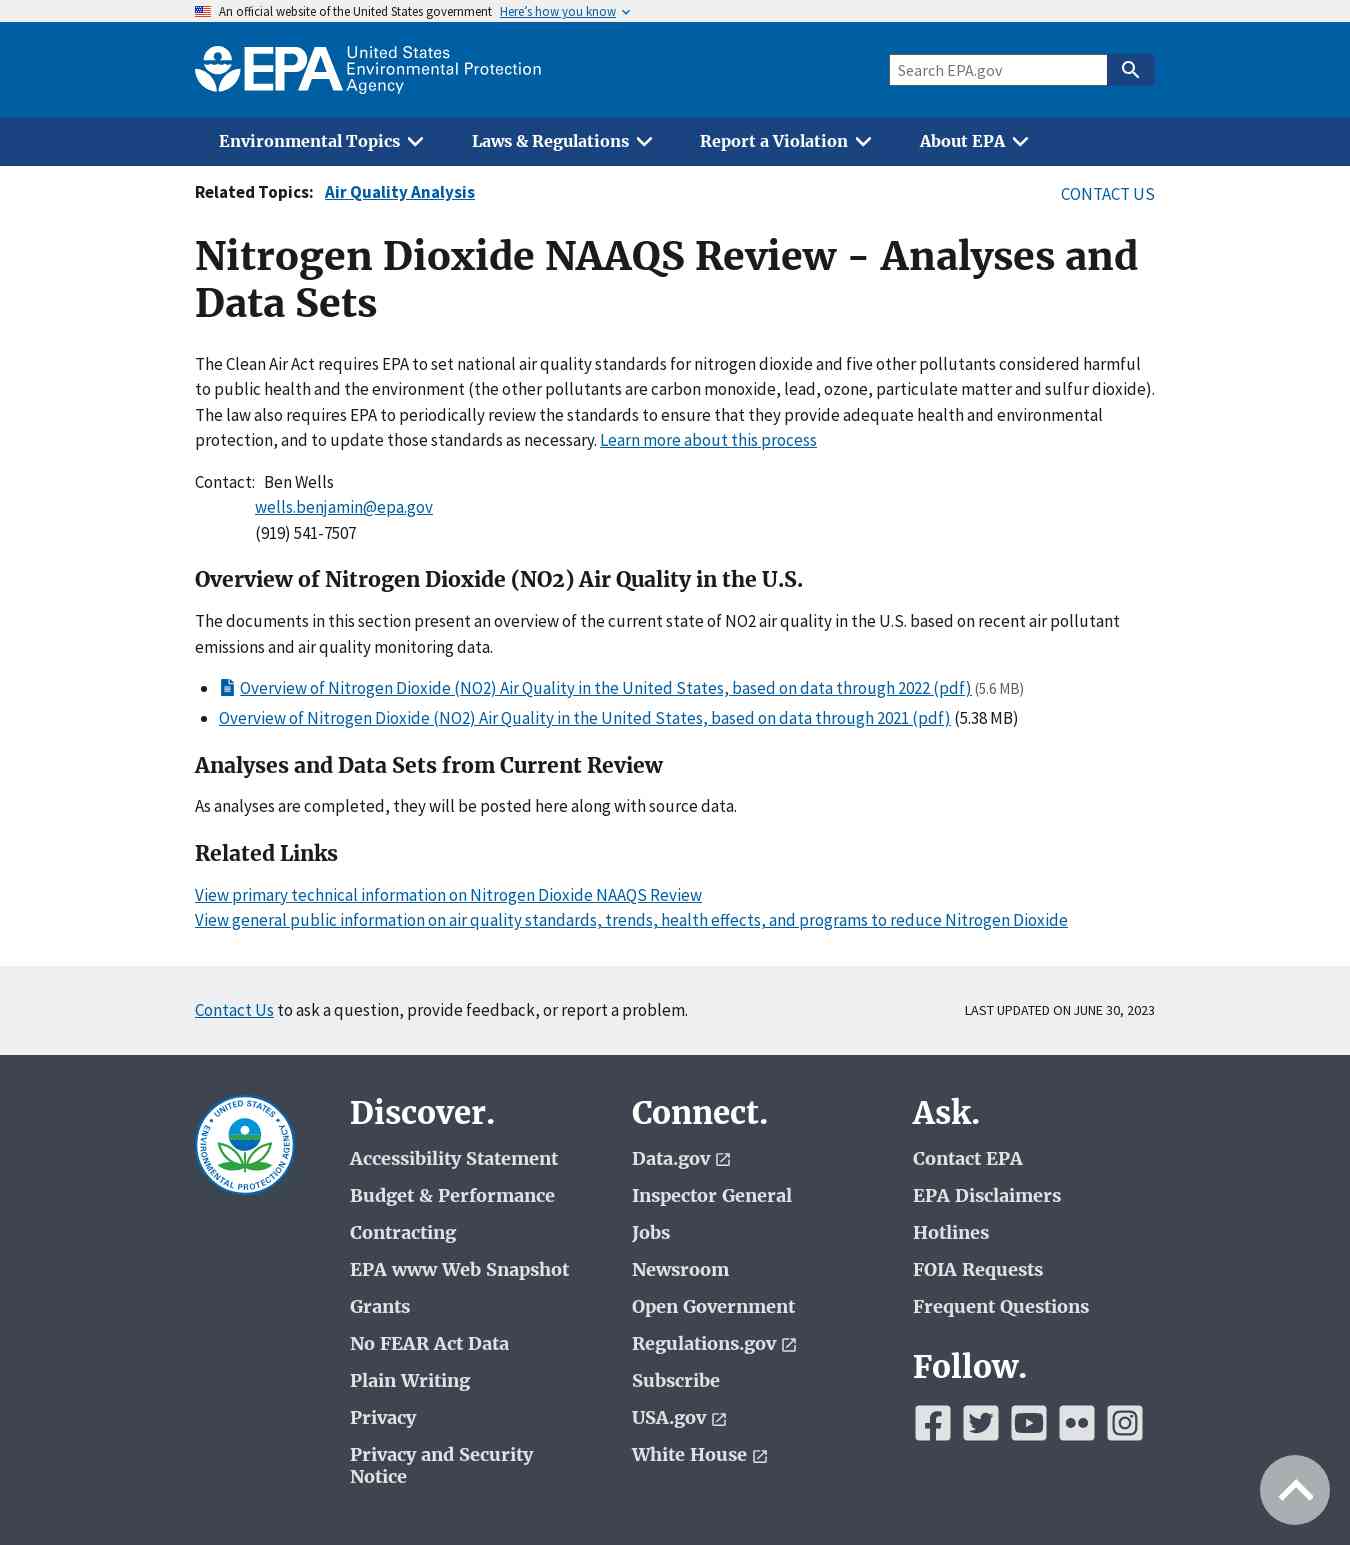 An official website of the United States government Here's how you know
EPA United States
Environmental Protection
Agency
Search EPA.gov
Environmental Topics Laws & Regulations Report a Violation About EPA
Related Topics: Air Quality Analysis
CONTACT US
Nitrogen Dioxide NAAQS Review - Analyses and
Data Sets
The Clean Air Act requires EPA to set national air quality standards for nitrogen dioxide and five other pollutants considered harmful
to public health and the environment (the other pollutants are carbon monoxide, lead, ozone, particulate matter and sulfur dioxide).
The law also requires EPA to periodically review the standards to ensure that they provide adequate health and environmental
protection, and to update those standards as necessary. Learn more about this process
Contact: Ben Wells
wells.benjamin@epa.gov
(919) 541-7507
Overview of Nitrogen Dioxide (NO2) Air Quality in the U.S.
The documents in this section present an overview of the current state of NO2 air quality in the U.S. based on recent air pollutant
emissions and air quality monitoring data.
Overview of Nitrogen Dioxide (NO2) Air Quality in the United States, based on data through 2022 (pdf) (5.6 MB)
Overview of Nitrogen Dioxide (NO2) Air Quality in the United States, based on data through 2021 (pdf) (5.38 MB)
Analyses and Data Sets from Current Review
As analyses are completed, they will be posted here along with source data.
Related Links
View primary technical information on Nitrogen Dioxide NAAQS Review
View general public information on air quality standards, trends, health effects, and programs to reduce Nitrogen Dioxide
Contact Us to ask a question, provide feedback, or report a problem.
LAST UPDATED ON JUNE 30, 2023
UNITED STATES
ENVIRONMENTAL PROTECTION AGENCY
Discover.
Accessibility Statement
Budget & Performance
Contracting
EPA www Web Snapshot
Grants
No FEAR Act Data
Plain Writing
Privacy
Privacy and Security
Notice
Connect.
Data.gov
Inspector General
Jobs
Newsroom
Open Government
Regulations.gov
Subscribe
USA.gov
White House
Ask.
Contact EPA
EPA Disclaimers
Hotlines
FOIA Requests
Frequent Questions
Follow.